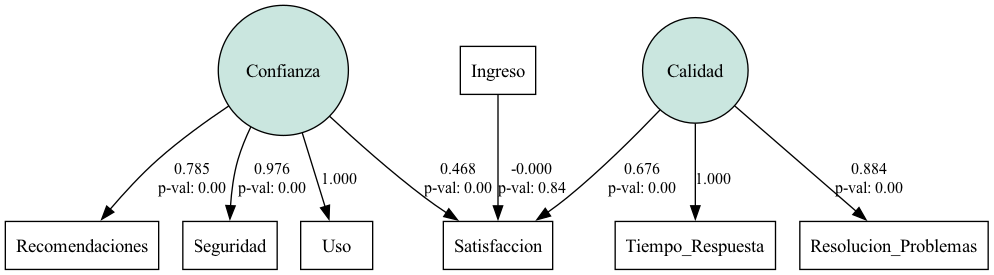 Confianza
Ingreso
Calidad
0.785
p-val: 0.00
0.976
p-val: 0.00
1.000
0.468
p-val: 0.00
-0.000
p-val: 0.84
0.676
p-val: 0.00
1.000
0.884
p-val: 0.00
Recomendaciones
Seguridad
Uso
Satisfaccion
Tiempo_Respuesta
Resolucion_Problemas